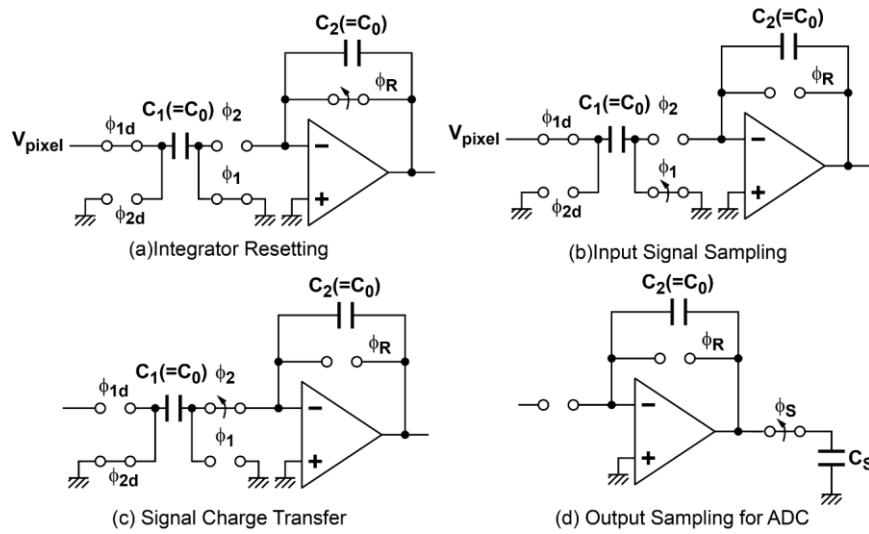 C₂(=C₀)
ϕR
C₁(=C₀) ϕ₂
ϕ1d
Vpixel
ϕ₁
ϕ2d
−
+
(a)Integrator Resetting
C₂(=C₀)
ϕR
C₁(=C₀) ϕ₂
ϕ1d
Vpixel
ϕ₁
ϕ2d
−
+
(b)Input Signal Sampling
C₂(=C₀)
ϕR
C₁(=C₀) ϕ₂
ϕ1d
ϕ₁
ϕ2d
−
+
(c) Signal Charge Transfer
C₂(=C₀)
ϕR
−
+
ϕS
CS
(d) Output Sampling for ADC